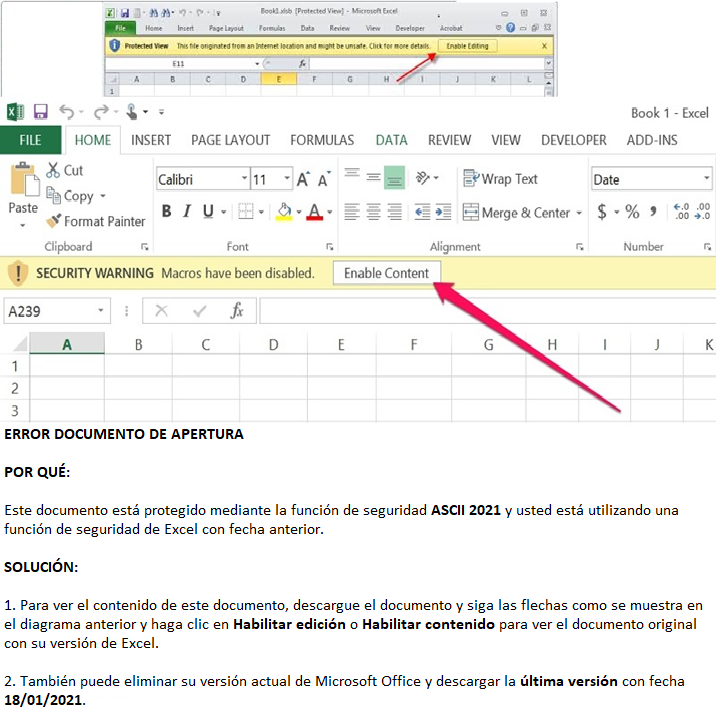 Book1.xlsb [Protected View] - Microsoft Excel
File Home Insert Page Layout Formulas Data Review View Developer Acrobat
Protected View This file originated from an Internet location and might be unsafe. Click for more details. Enable Editing X
E11 fx
A B C D E F G H I J K L
1
Book 1 - Excel
FILE HOME INSERT PAGE LAYOUT FORMULAS DATA REVIEW VIEW DEVELOPER ADD-INS
Paste
Cut
Copy
Format Painter
Clipboard
Calibri 11 A A
B I U A
Font
Wrap Text
Merge & Center
Alignment
Date
$ % , .00 .0
Number
SECURITY WARNING Macros have been disabled. Enable Content
A239 fx
A B C D E F G H I J K
1
2
3
ERROR DOCUMENTO DE APERTURA
POR QUÉ:
Este documento está protegido mediante la función de seguridad ASCII 2021 y usted está utilizando una
función de seguridad de Excel con fecha anterior.
SOLUCIÓN:
1. Para ver el contenido de este documento, descargue el documento y siga las flechas como se muestra en
el diagrama anterior y haga clic en Habilitar edición o Habilitar contenido para ver el documento original
con su versión de Excel.
2. También puede eliminar su versión actual de Microsoft Office y descargar la última versión con fecha
18/01/2021.